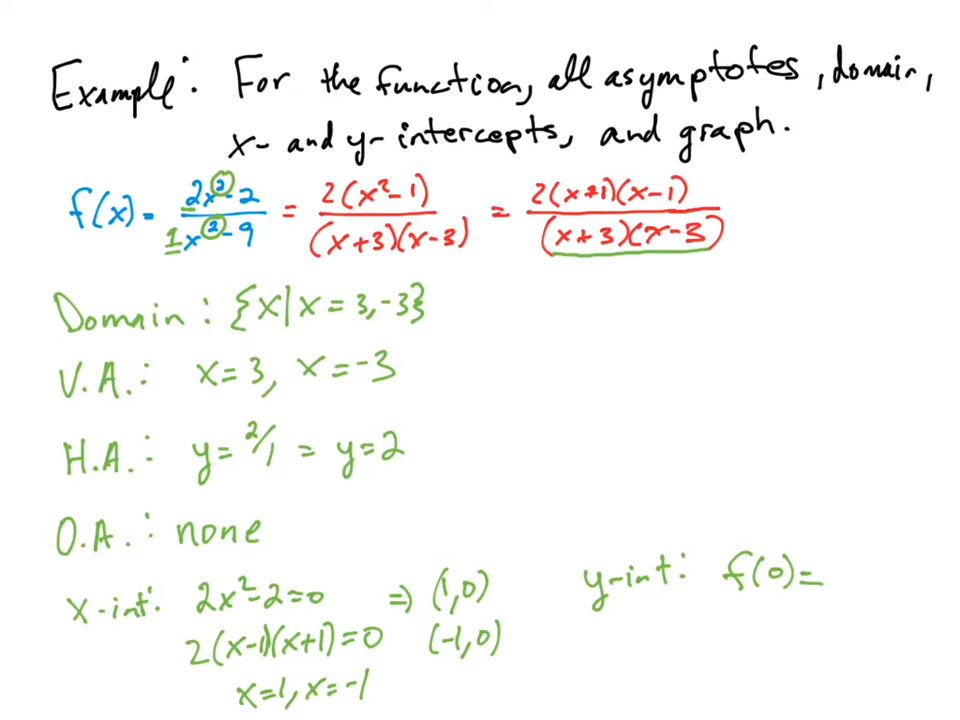 Example: For the function, all asymptotes, domain,
x- and y-intercepts, and graph.
f(x) = 2x²-2 / 1x²-9 = 2(x²-1) / (x+3)(x-3) = 2(x+1)(x-1) / (x+3)(x-3)
Domain: {x|x = 3,-3}
V.A.: x=3, x=-3
H.A.: y=2/1 = y=2
O.A.: none
x-int: 2x²-2=0 ⇒ (1,0)
2(x-1)(x+1)=0 (-1,0)
x=1, x=-1
y-int: f(0)=